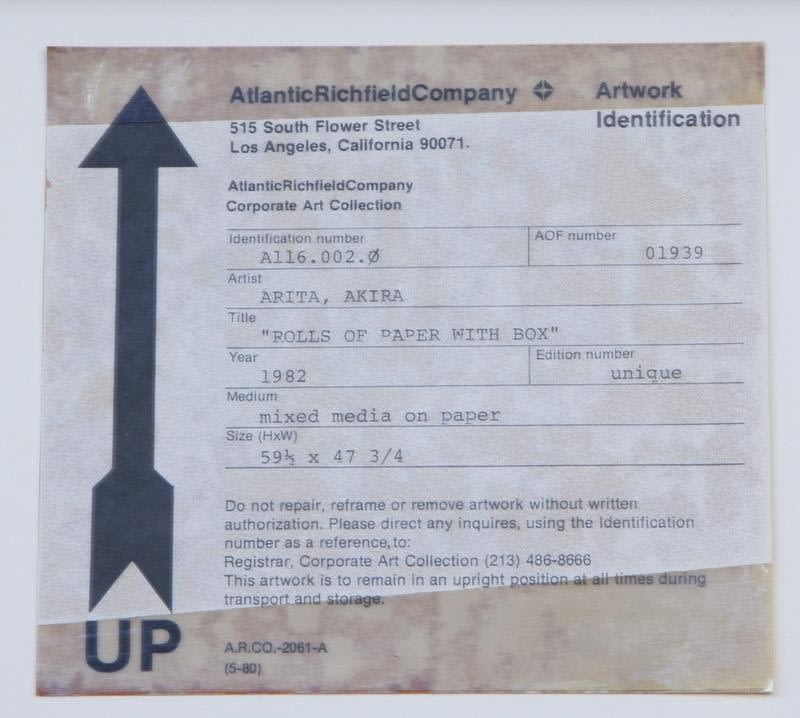 AtlanticRichfieldCompany
Artwork
Identification
515 South Flower Street
Los Angeles, California 90071.
AtlanticRichfieldCompany
Corporate Art Collection
Identification number
A116.002.Ø
AOF number
01939
Artist
ARITA, AKIRA
Title
"ROLLS OF PAPER WITH BOX"
Year
1982
Edition number
unique
Medium
mixed media on paper
Size (HxW)
59½ x 47 3/4
Do not repair, reframe or remove artwork without written
authorization. Please direct any inquires, using the Identification
number as a reference, to:
Registrar, Corporate Art Collection (213) 486-8666
This artwork is to remain in an upright position at all times during
transport and storage.
UP
A.R.CO.-2061-A
(5-80)